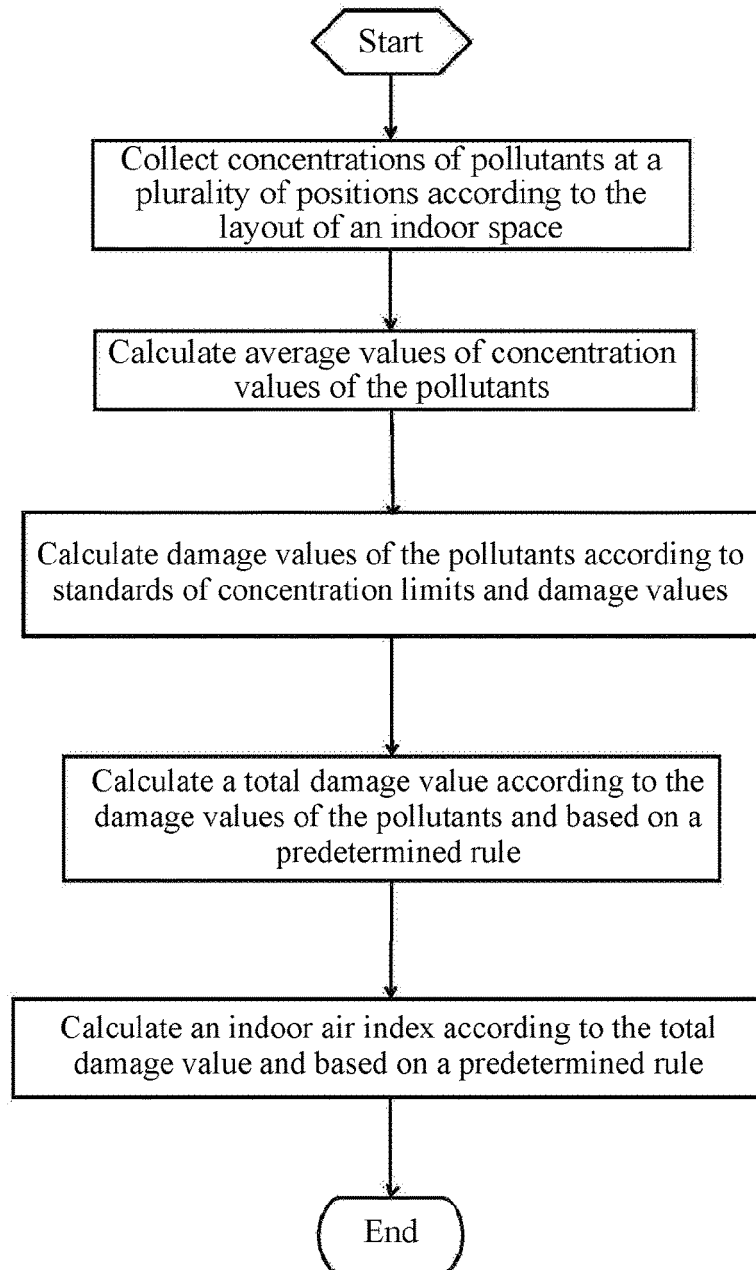 Start
Collect concentrations of pollutants at a
plurality of positions according to the
layout of an indoor space
Calculate average values of concentration
values of the pollutants
Calculate damage values of the pollutants according to
standards of concentration limits and damage values
Calculate a total damage value according to the
damage values of the pollutants and based on a
predetermined rule
Calculate an indoor air index according to the total
damage value and based on a predetermined rule
End